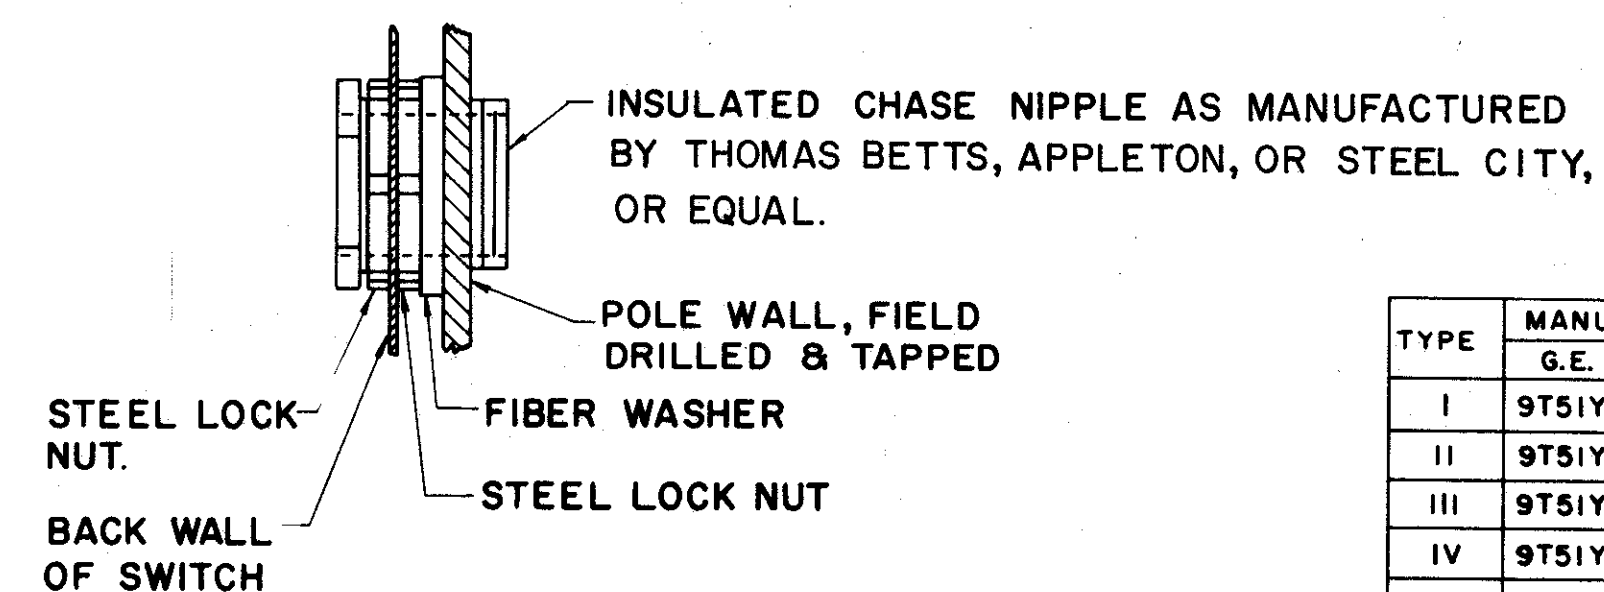 INSULATED CHASE NIPPLE AS MANUFACTURED
BY THOMAS BETTS, APPLETON, OR STEEL CITY,
OR EQUAL.
POLE WALL, FIELD
DRILLED & TAPPED
STEEL LOCK
NUT.
FIBER WASHER
STEEL LOCK NUT
BACK WALL
OF SWITCH
TYPE MANU
G.E.
I 9T51Y
II 9T51Y
III 9T51Y
IV 9T51Y